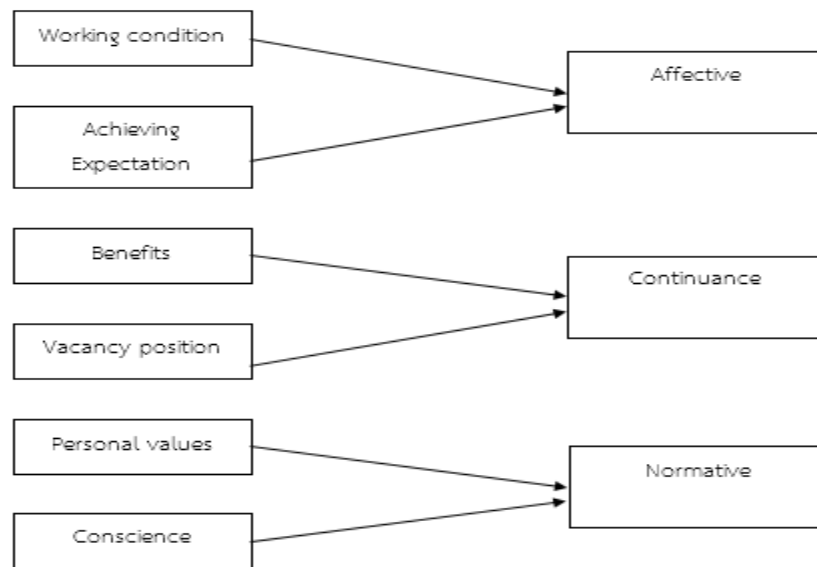 Working condition
Affective
Achieving
Expectation
Benefits
Continuance
Vacancy position
Personal values
Normative
Conscience